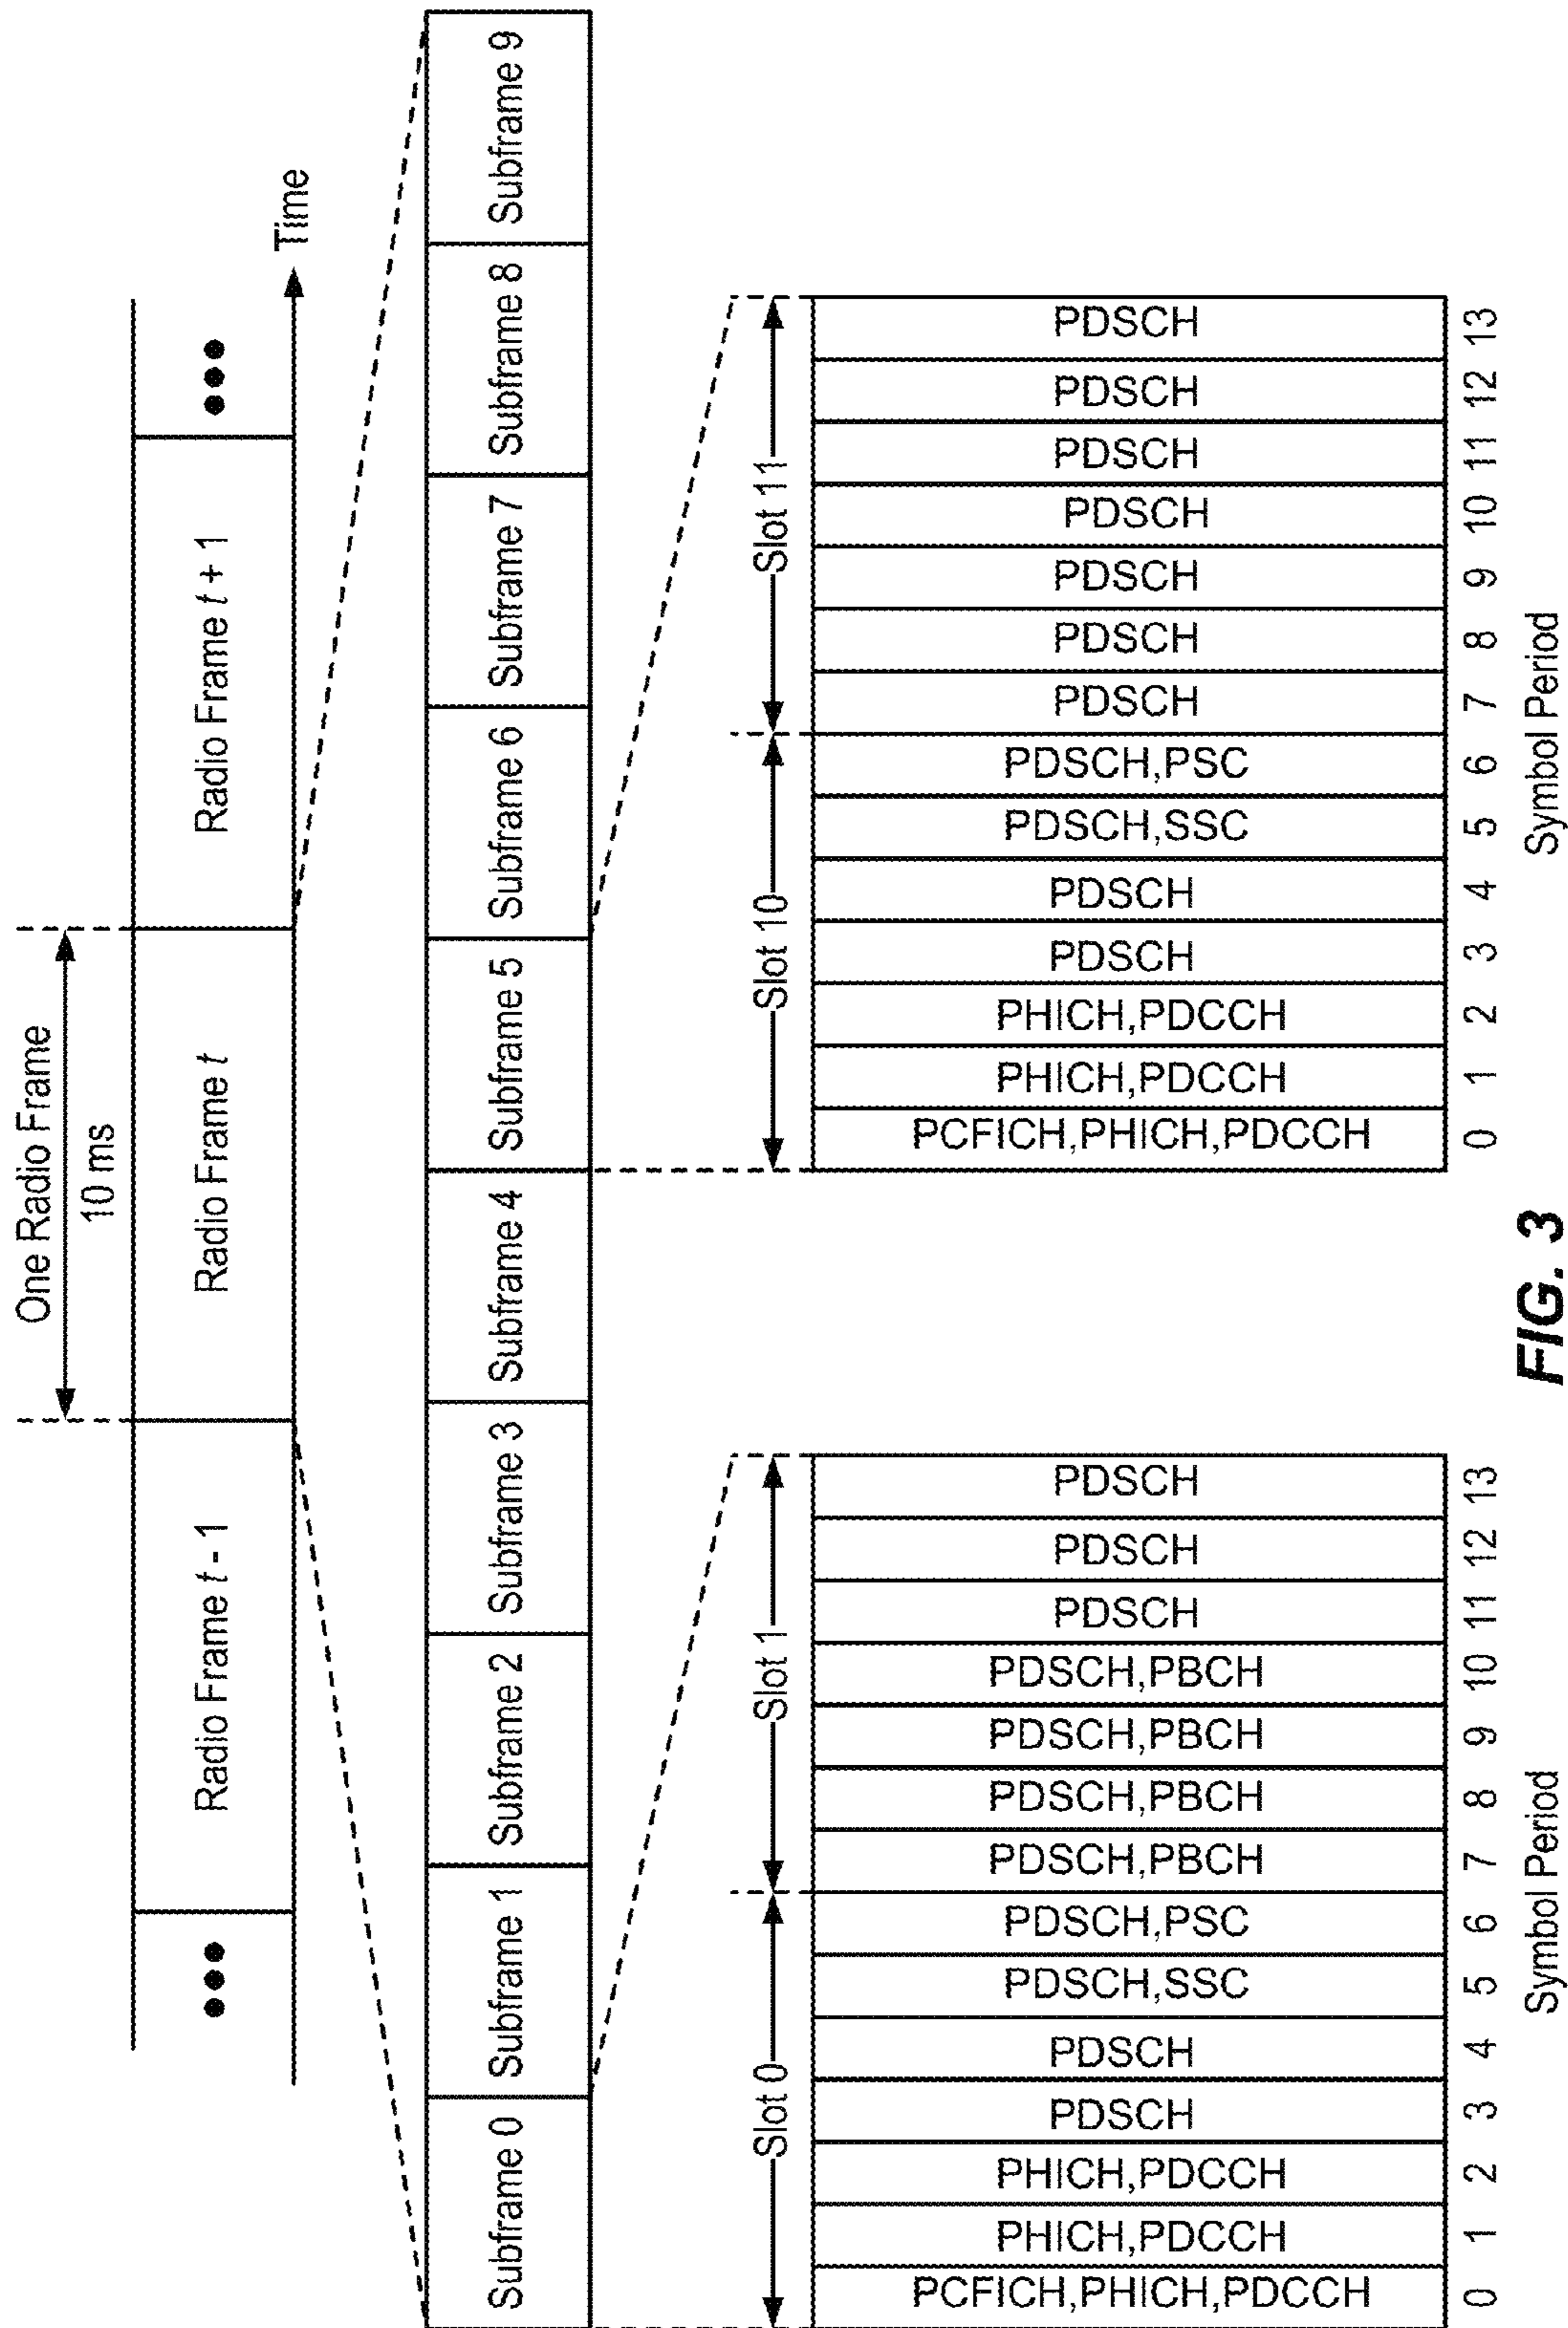 One Radio Frame
10 ms
Radio Frame t - 1
Radio Frame t
Radio Frame t + 1
Time
Subframe 0
Subframe 1
Subframe 2
Subframe 3
Subframe 4
Subframe 5
Subframe 6
Subframe 7
Subframe 8
Subframe 9
Slot 0
Slot 1
PCFICH,PHICH,PDCCH
PHICH,PDCCH
PHICH,PDCCH
PDSCH
PDSCH
PDSCH,SSC
PDSCH,PSC
PDSCH,PBCH
PDSCH,PBCH
PDSCH,PBCH
PDSCH,PBCH
PDSCH
PDSCH
PDSCH
0 1 2 3 4 5 6 7 8 9 10 11 12 13
Symbol Period
Slot 10
Slot 11
PCFICH,PHICH,PDCCH
PHICH,PDCCH
PHICH,PDCCH
PDSCH
PDSCH
PDSCH,SSC
PDSCH,PSC
PDSCH
PDSCH
PDSCH
PDSCH
PDSCH
PDSCH
PDSCH
0 1 2 3 4 5 6 7 8 9 10 11 12 13
Symbol Period
FIG. 3